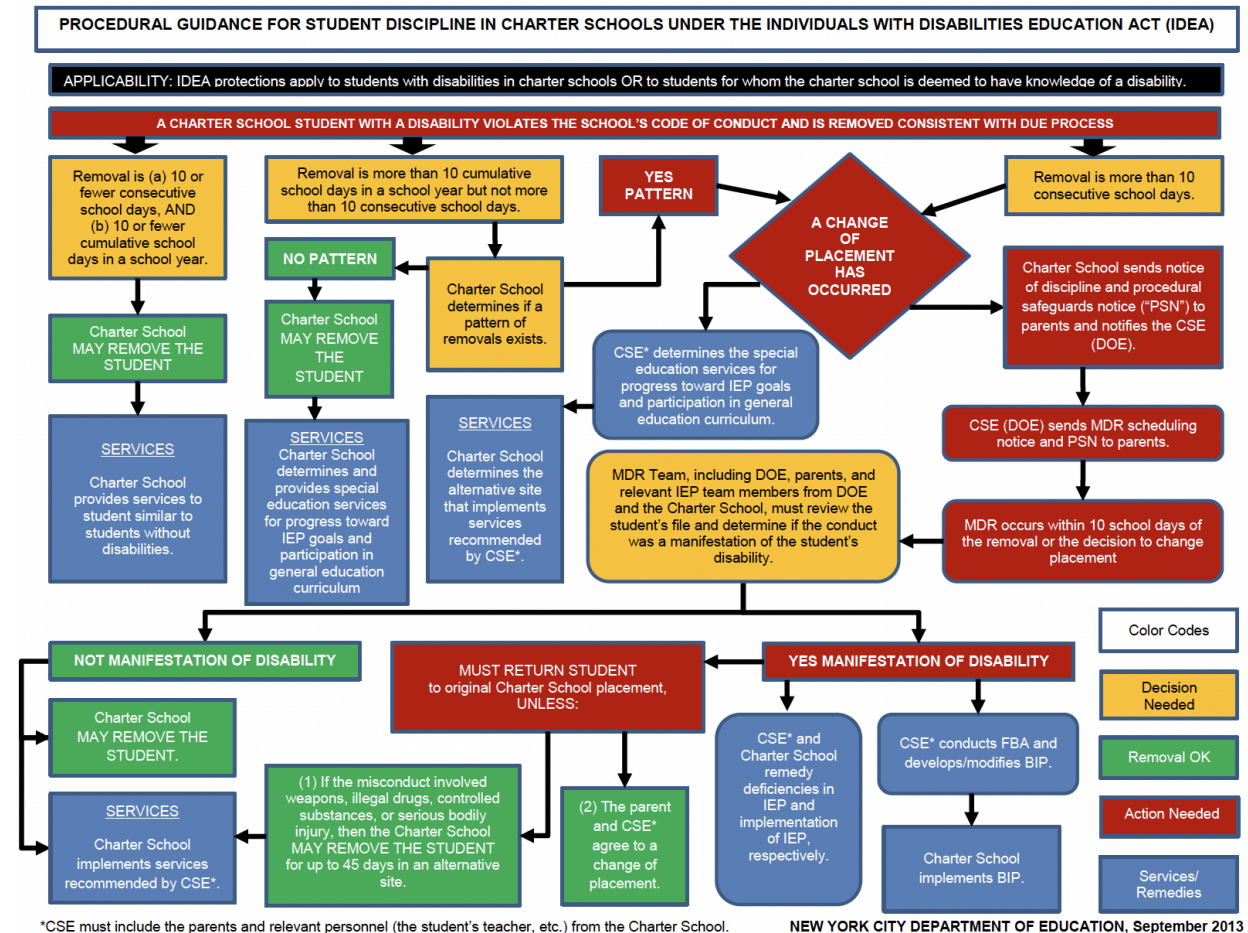 PROCEDURAL GUIDANCE FOR STUDENT DISCIPLINE IN CHARTER SCHOOLS UNDER THE INDIVIDUALS WITH DISABILITIES EDUCATION ACT (IDEA)
APPLICABILITY: IDEA protections apply to students with disabilities in charter schools OR to students for whom the charter school is deemed to have knowledge of a disability.
A CHARTER SCHOOL STUDENT WITH A DISABILITY VIOLATES THE SCHOOL'S CODE OF CONDUCT AND IS REMOVED CONSISTENT WITH DUE PROCESS
Removal is (a) 10 or
fewer consecutive
school days, AND
(b) 10 or fewer
cumulative school
days in a school year.
Charter School
MAY REMOVE THE
STUDENT
SERVICES
Charter School
provides services to
student similar to
students without
disabilities.
Removal is more than 10 cumulative
school days in a school year but not more
than 10 consecutive school days.
Charter School
determines if a
pattern of
removals exists.
NO PATTERN
Charter School
MAY REMOVE
THE
STUDENT
SERVICES
Charter School
determines and
provides special
education services
for progress toward
IEP goals and
participation in
general education
curriculum
YES
PATTERN
A CHANGE
OF
PLACEMENT
HAS
OCCURRED
Removal is more than 10
consecutive school days.
CSE* determines the special
education services for
progress toward IEP goals
and participation in general
education curriculum.
SERVICES
Charter School
determines the
alternative site
that implements
services
recommended
by CSE*.
Charter School sends notice
of discipline and procedural
safeguards notice ("PSN") to
parents and notifies the CSE
(DOE).
CSE (DOE) sends MDR scheduling
notice and PSN to parents.
MDR occurs within 10 school days of
the removal or the decision to change
placement
MDR Team, including DOE, parents, and
relevant IEP team members from DOE
and the Charter School, must review the
student's file and determine if the conduct
was a manifestation of the student's
disability.
NOT MANIFESTATION OF DISABILITY
Charter School
MAY REMOVE THE
STUDENT.
SERVICES
Charter School
implements services
recommended by CSE*.
YES MANIFESTATION OF DISABILITY
MUST RETURN STUDENT
to original Charter School placement,
UNLESS:
(1) If the misconduct involved
weapons, illegal drugs, controlled
substances, or serious bodily
injury, then the Charter School
MAY REMOVE THE STUDENT
for up to 45 days in an alternative
site.
(2) The parent
and CSE*
agree to a
change of
placement.
CSE* and
Charter School
remedy
deficiencies in
IEP and
implementation
of IEP,
respectively.
CSE* conducts FBA and
develops/modifies BIP.
Charter School
implements BIP.
Color Codes
Decision
Needed
Removal OK
Action Needed
Services/
Remedies
*CSE must include the parents and relevant personnel (the student's teacher, etc.) from the Charter School.
NEW YORK CITY DEPARTMENT OF EDUCATION, September 2013